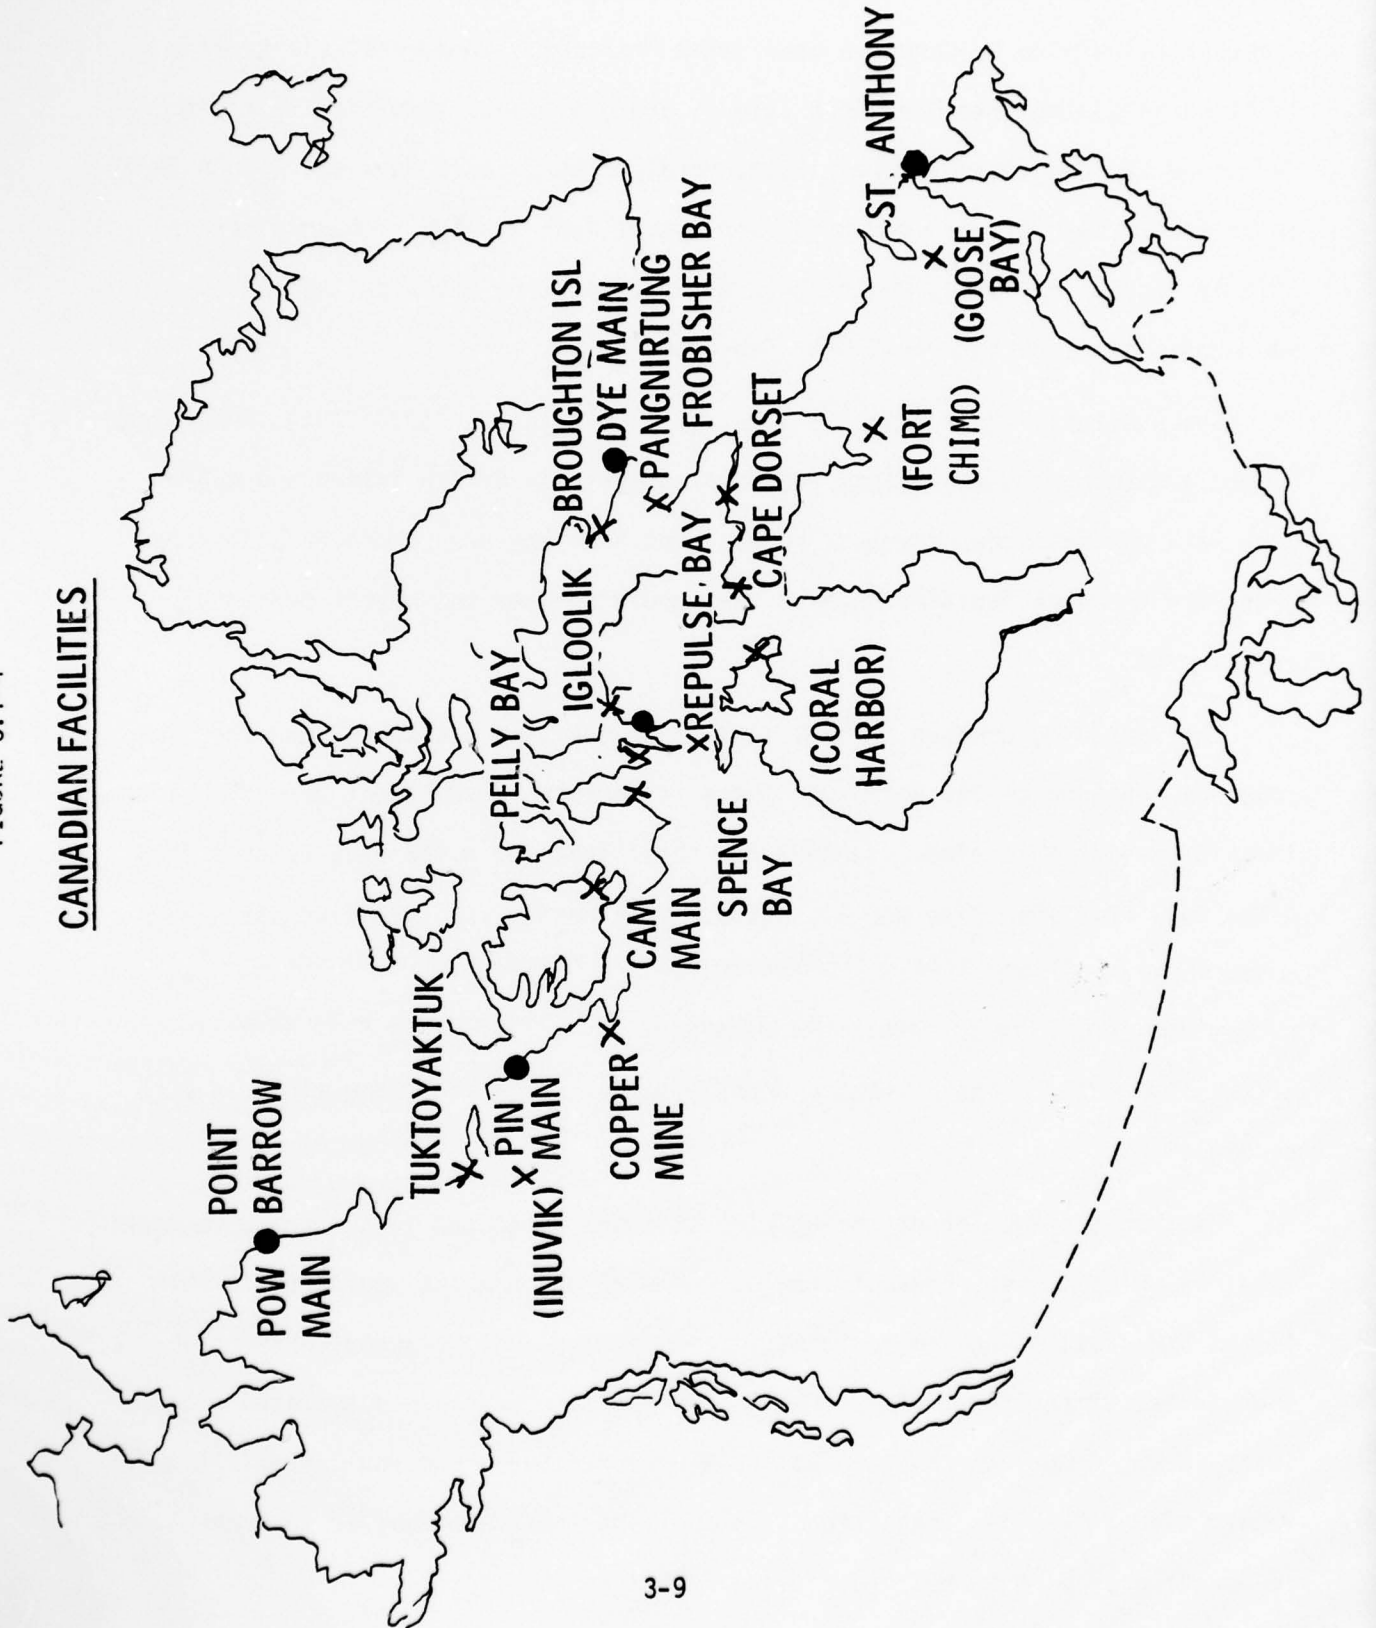 CANADIAN FACILITIES
POINT
BARROW
POW
MAIN
TUKTOYAKTUK
PIN
MAIN
(INUVIK)
COPPER
MINE
CAM
MAIN
SPENCE
BAY
PELLY BAY
IGLOOLIK
REPULSE BAY
(CORAL
HARBOR)
BROUGHTON ISL
DYE MAIN
PANGNIRTUNG
FROBISHER BAY
CAPE DORSET
(FORT
CHIMO)
(GOOSE
BAY)
ST. ANTHONY
3-9